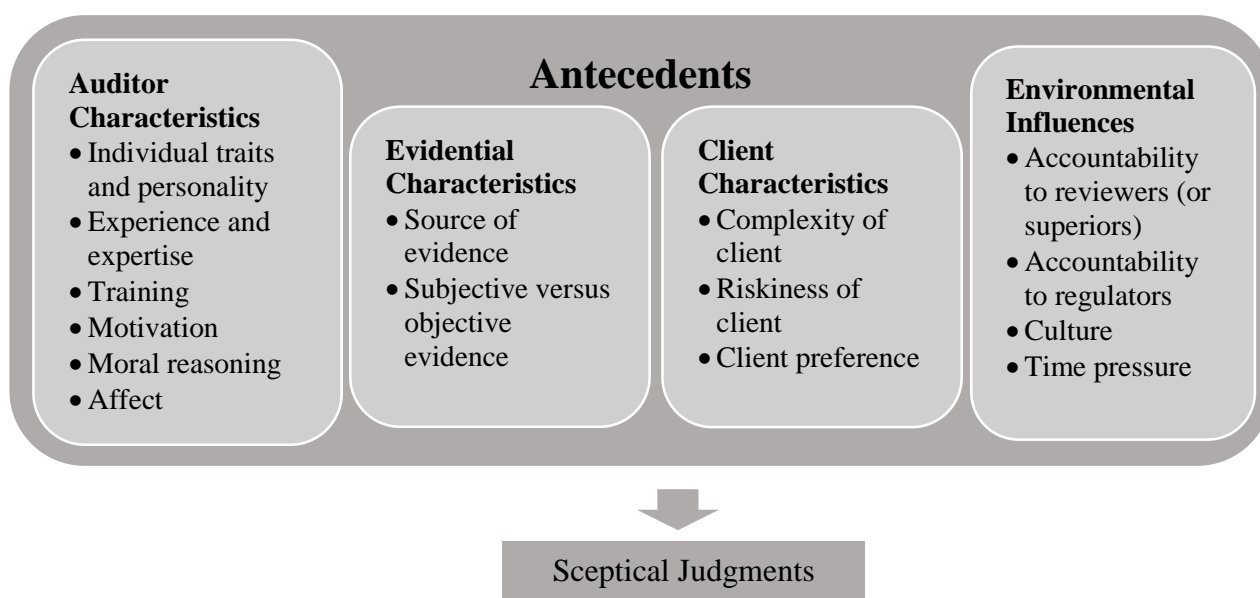 Antecedents
Auditor
Characteristics
• Individual traits
and personality
• Experience and
expertise
• Training
• Motivation
• Moral reasoning
• Affect
Evidential
Characteristics
• Source of
evidence
• Subjective versus
objective
evidence
Client
Characteristics
• Complexity of
client
• Riskiness of
client
• Client preference
Environmental
Influences
• Accountability
to reviewers (or
superiors)
• Accountability
to regulators
• Culture
• Time pressure
Sceptical Judgments